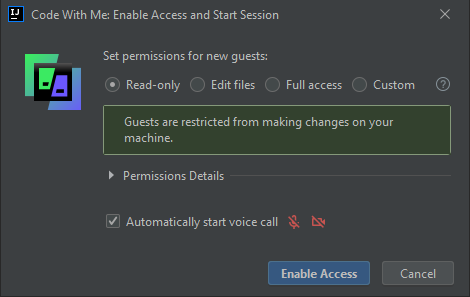 IJ Code With Me: Enable Access and Start Session
Set permissions for new guests:
Read-only Edit files Full access Custom ?
Guests are restricted from making changes on your
machine.
Permissions Details
Automatically start voice call
Enable Access Cancel